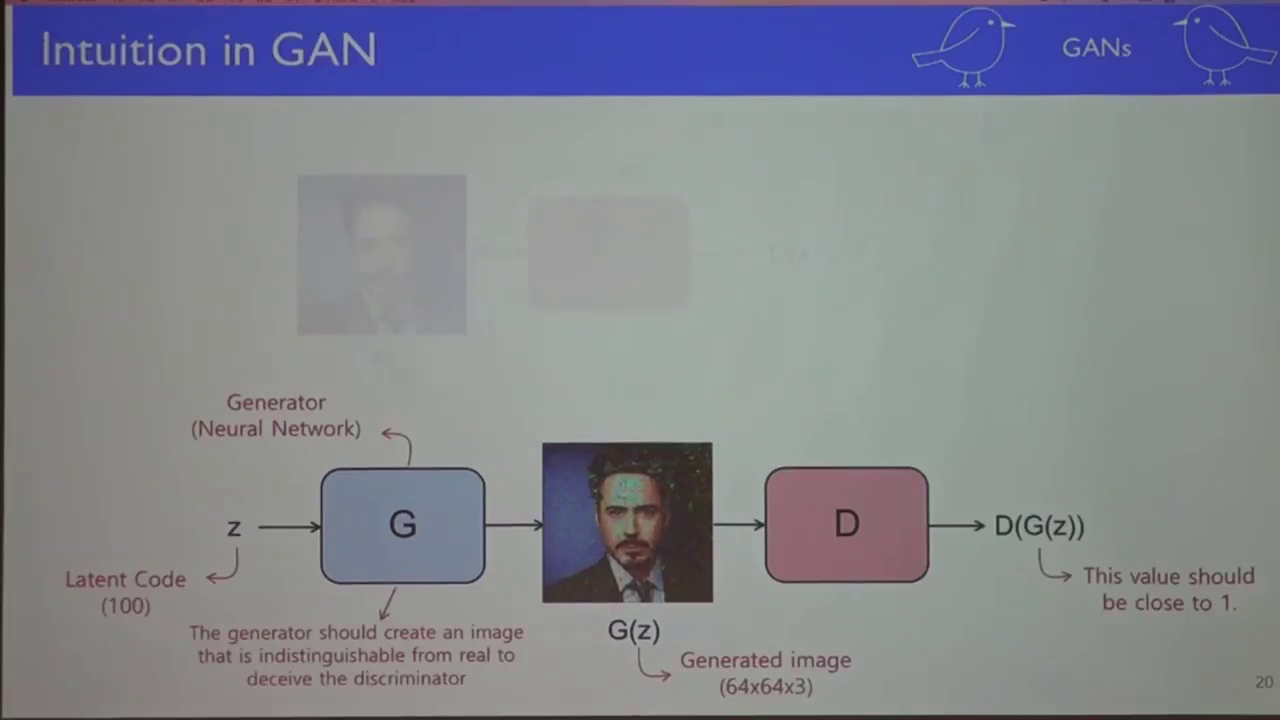 Intuition in GAN
GANs
Generator
(Neural Network)
z
G
D
D(G(z))
Latent Code
(100)
This value should
be close to 1.
The generator should create an image
that is indistinguishable from real to
deceive the discriminator
G(z)
Generated image
(64x64x3)
20